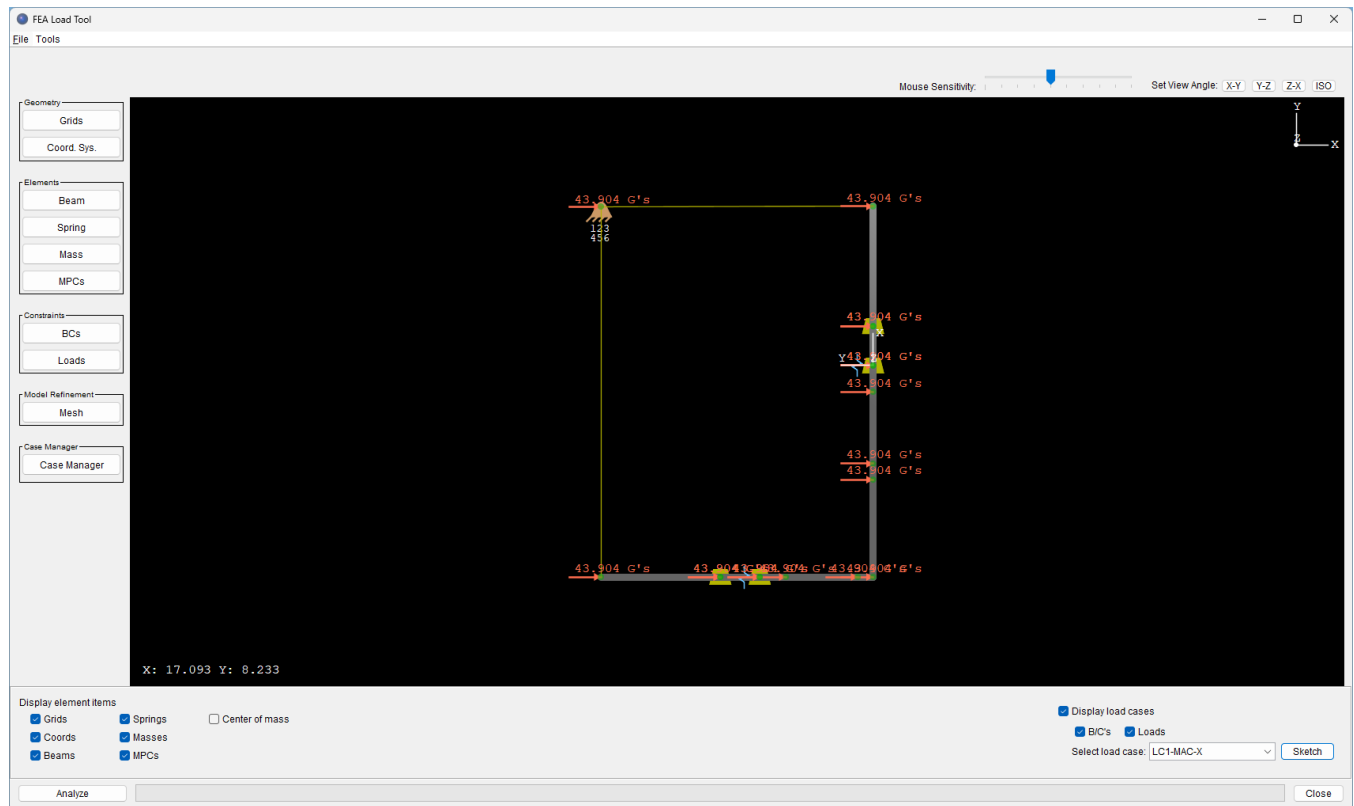 FEA Load Tool
File Tools
Mouse Sensitivity:
Set View Angle: X-Y Y-Z Z-X ISO
Geometry
Grids
Coord. Sys.
Elements
Beam
Spring
Mass
MPCs
Constraints
BCs
Loads
Model Refinement
Mesh
Case Manager
Case Manager
Y
Z X
43.904 G's 43.904 G's
123
456
43.904 G's
X
Y Z 43.904 G's
43.904 G's
43.904 G's
43.904 G's
43.904 G's
X: 17.093 Y: 8.233
Display element items
Grids Springs Center of mass
Coords Masses
Beams MPCs
Display load cases
B/C's Loads
Select load case: LC1-MAC-X Sketch
Analyze Close